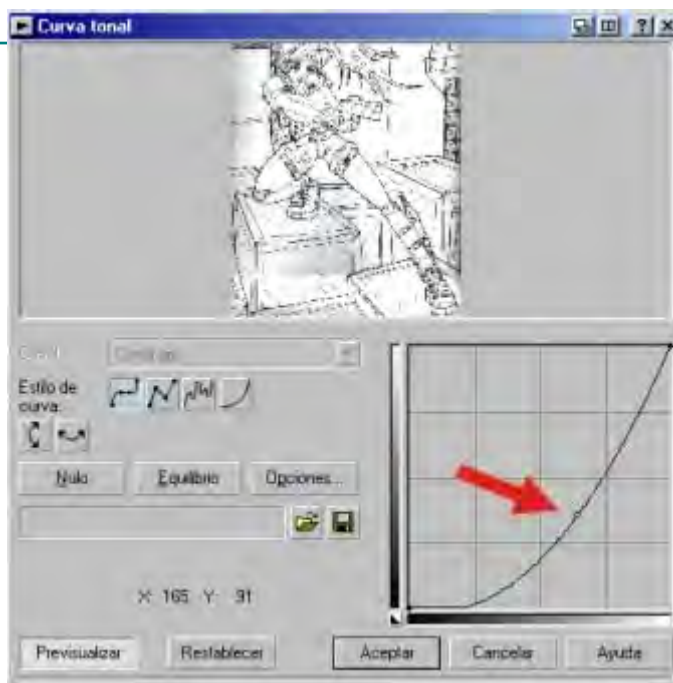 Curva tonal
Estilo de
curva:
Nulo
Equilibrio
Opciones...
X: 165 Y: 91
Previsualizar
Restablecer
Aceptar
Cancelar
Ayuda